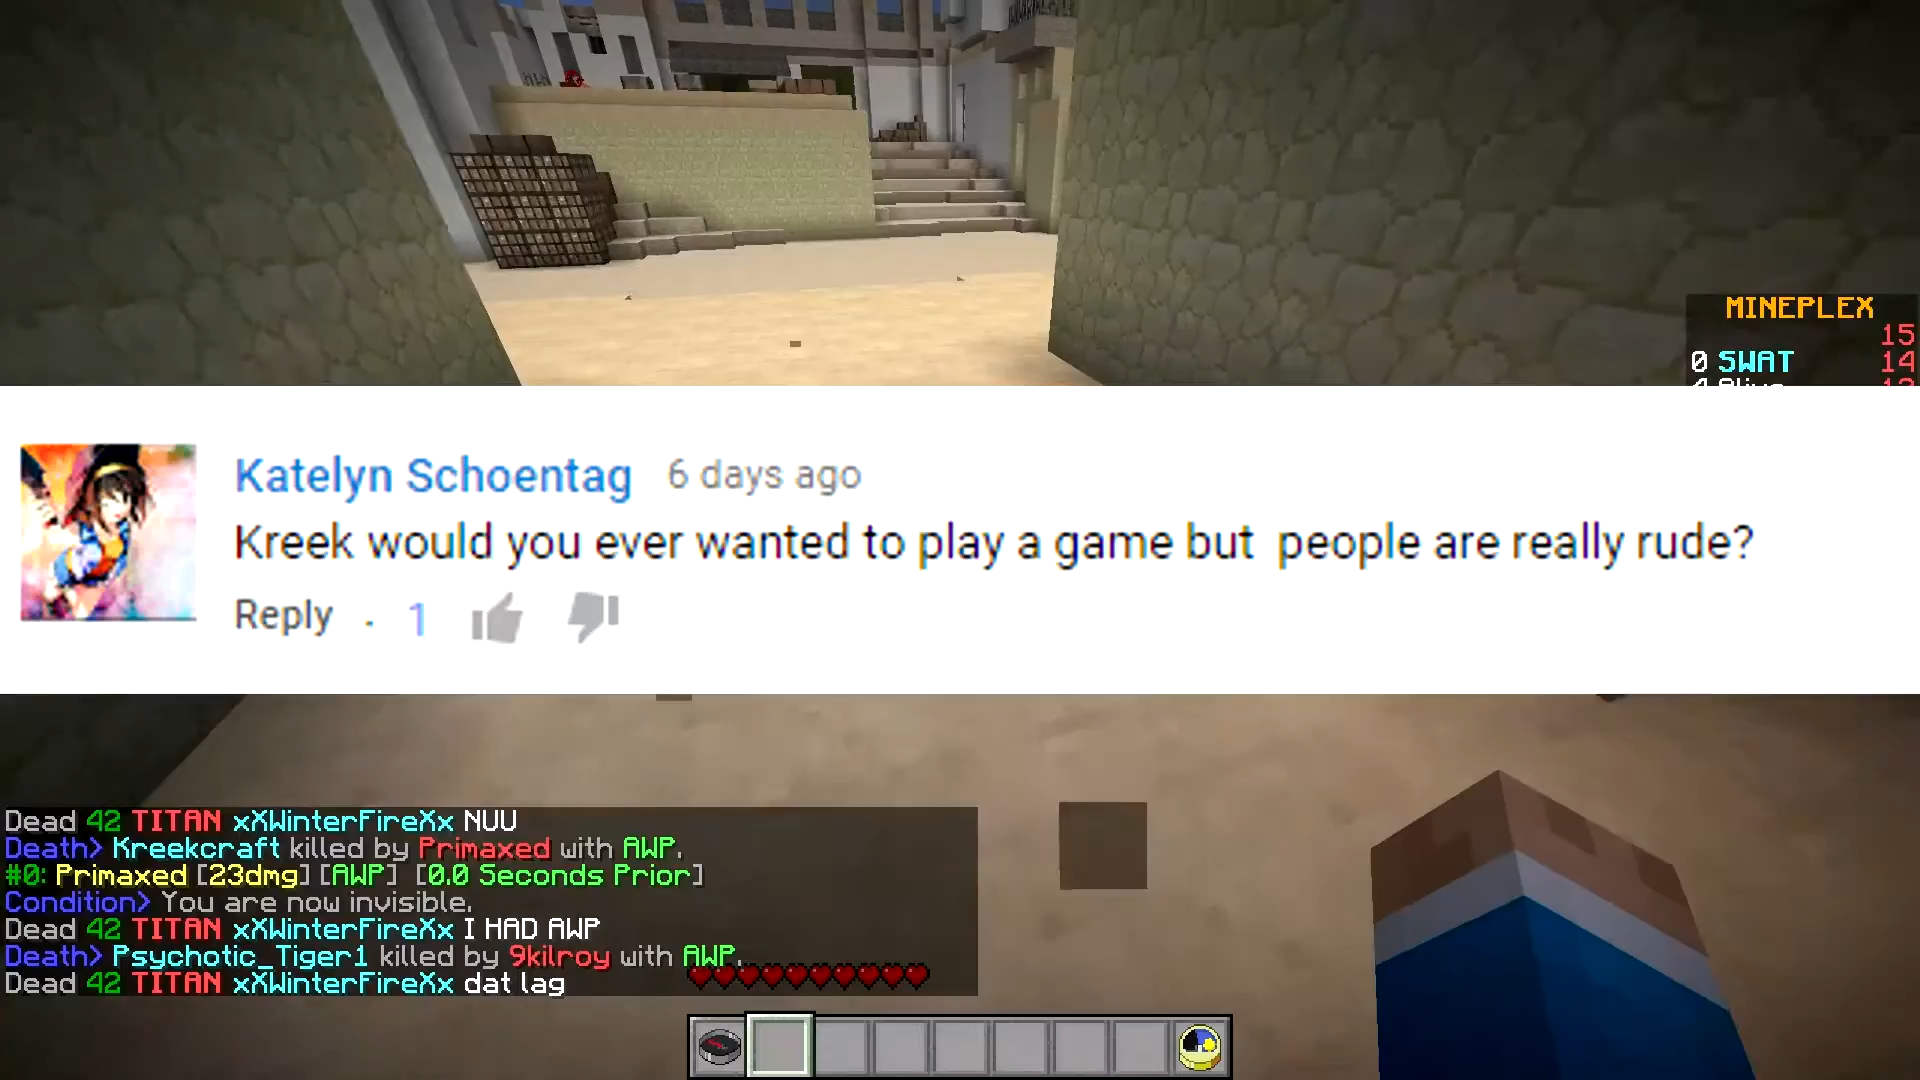 MINEPLEX
15
0 SWAT 14
Katelyn Schoentag 6 days ago
Kreek would you ever wanted to play a game but people are really rude?
Reply · 1
Dead 42 TITAN xXWinterFireXx NUU
Death> Kreekcraft killed by Primaxed with AWP.
#0: Primaxed [23dmg] [AWP] [0.0 Seconds Prior]
Condition> You are now invisible.
Dead 42 TITAN xXWinterFireXx I HAD AWP
Death> Psychotic_Tiger1 killed by 9kilroy with AWP.
Dead 42 TITAN xXWinterFireXx dat lag